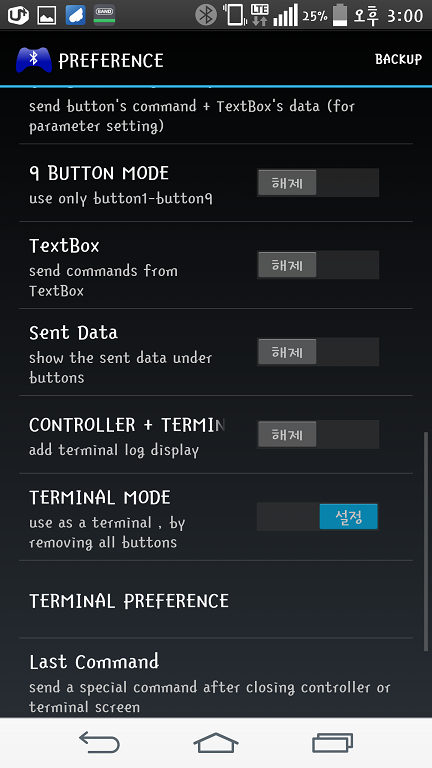 U+
BAND
LTE
25%
오후 3:00
PREFERENCE
BACKUP
send button's command + TextBox's data (for
parameter setting)
9 BUTTON MODE
해제
use only button1-button9
TextBox
해제
send commands from
TextBox
Sent Data
해제
show the sent data under
buttons
CONTROLLER + TERMIN
해제
add terminal log display
TERMINAL MODE
설정
use as a terminal , by
removing all buttons
TERMINAL PREFERENCE
Last Command
send a special command after closing controller or
terminal screen